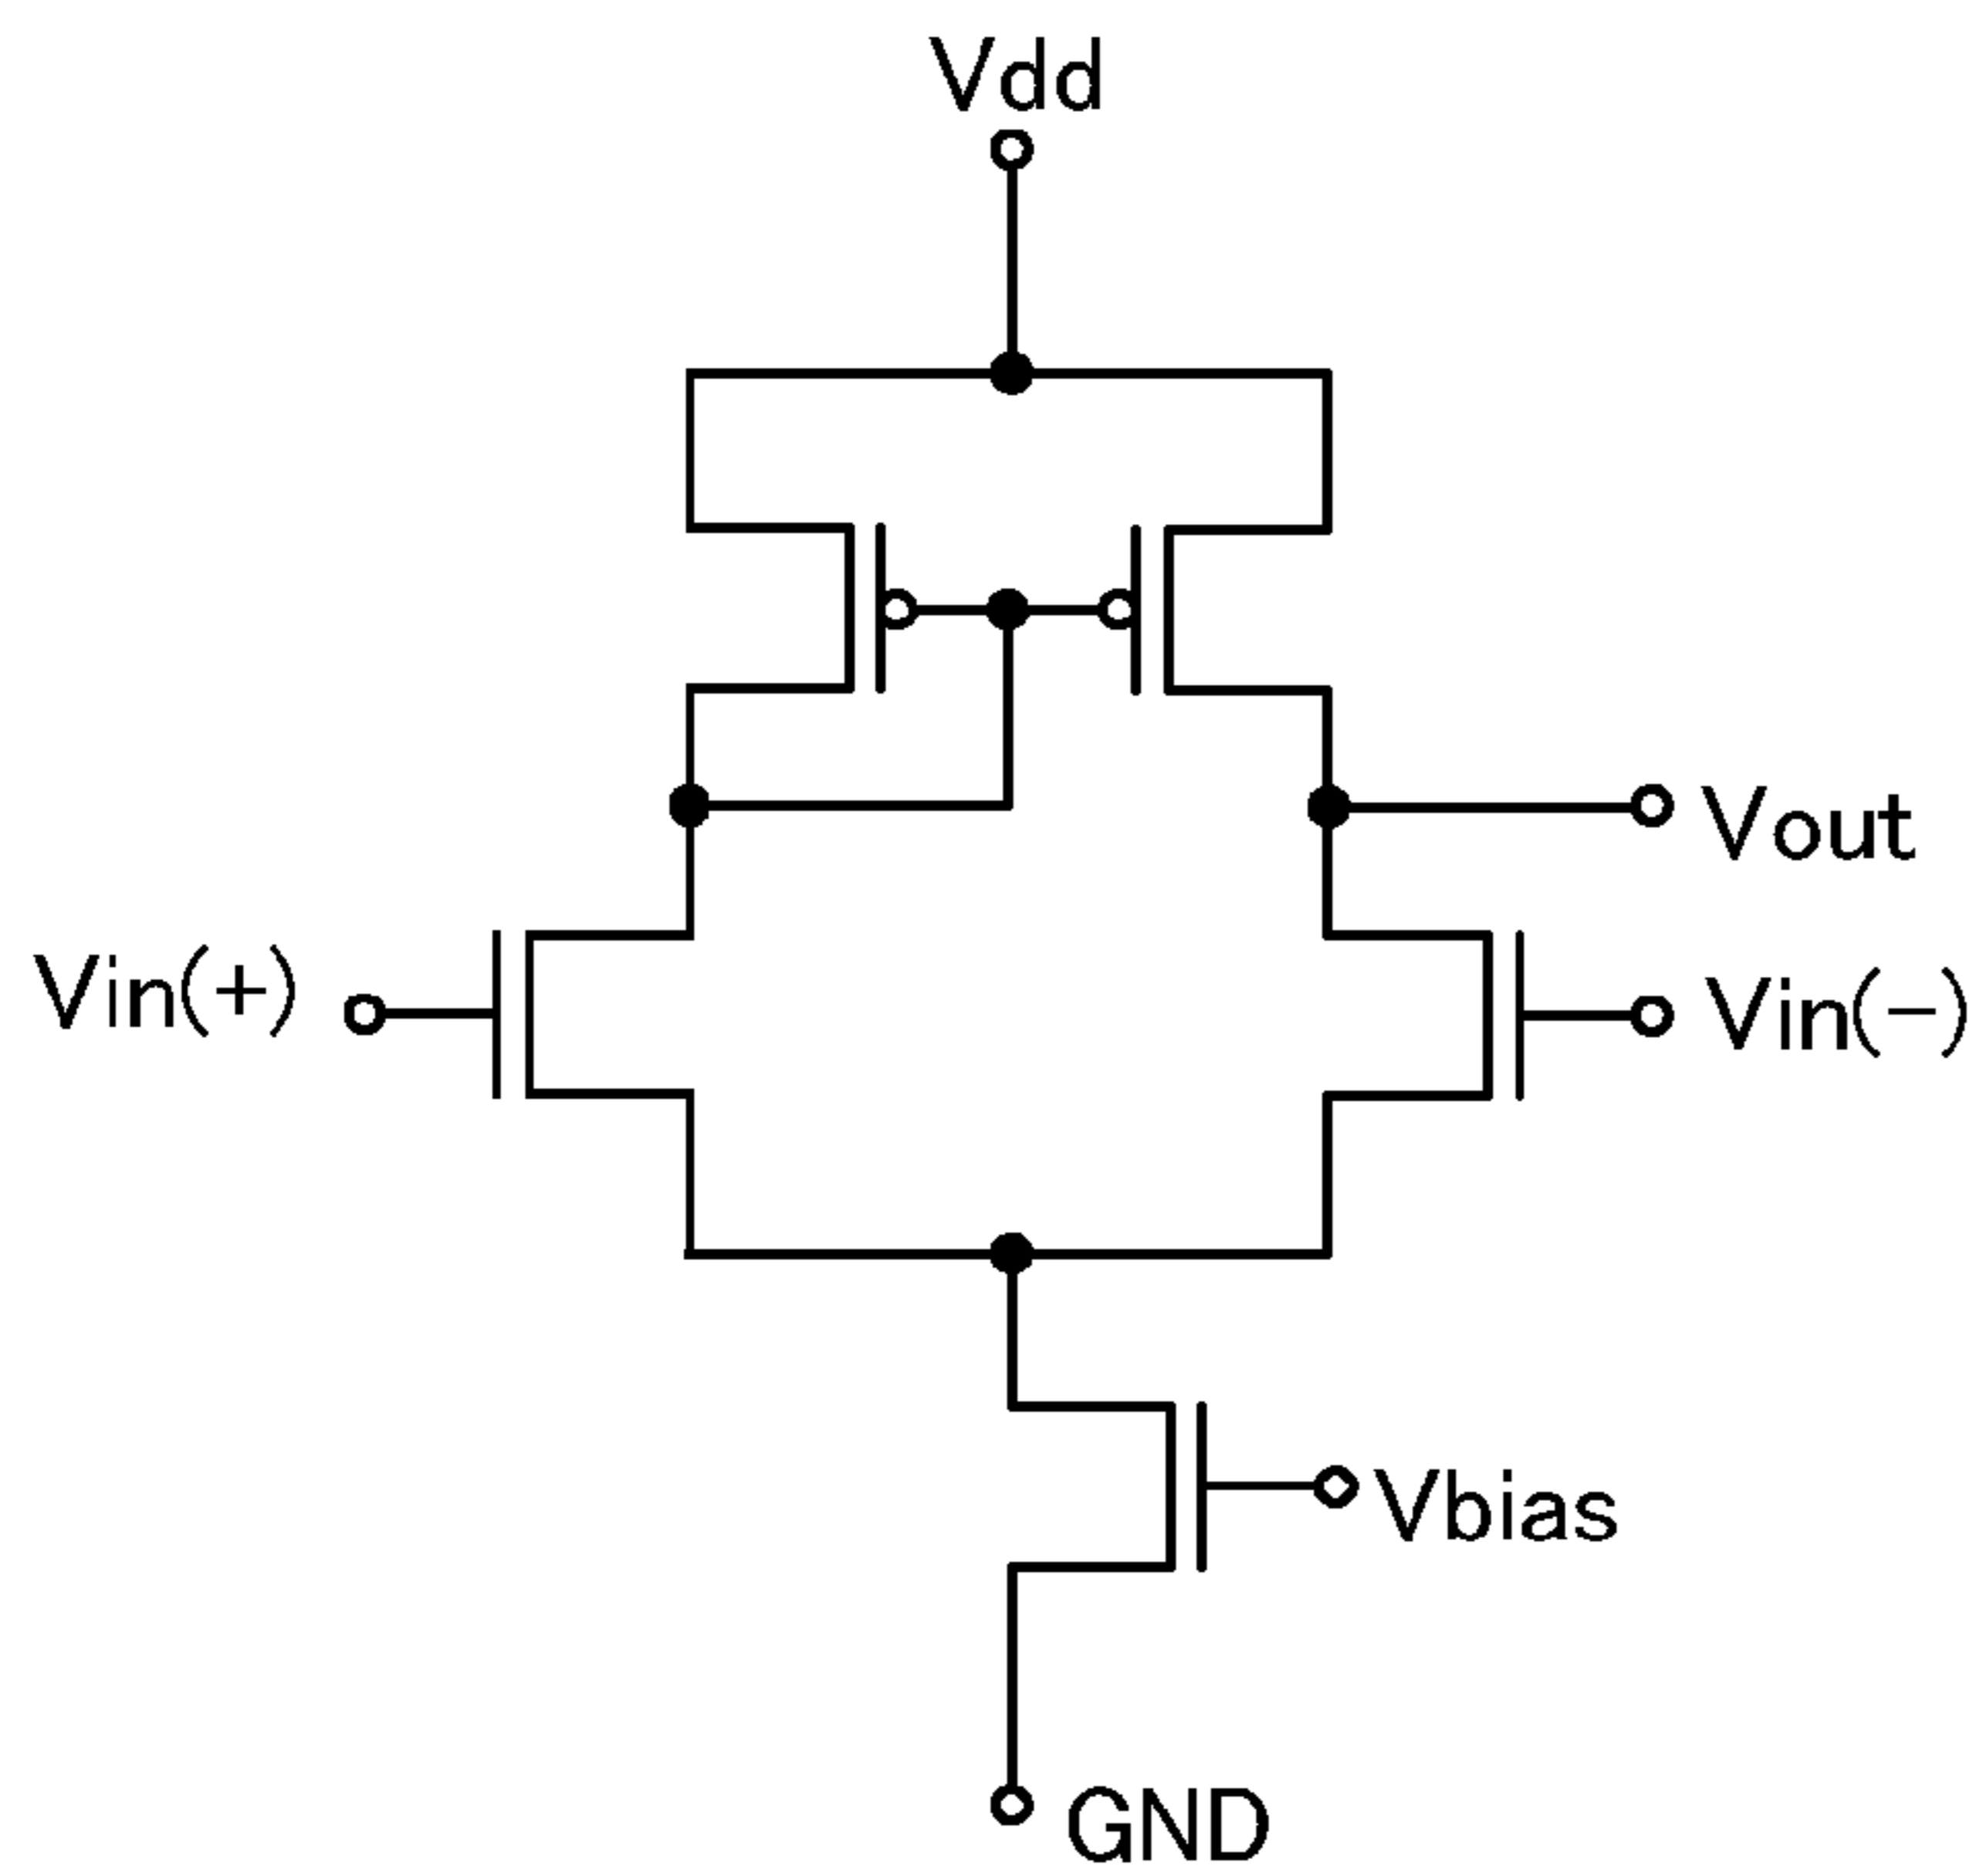 Vdd
Vout
Vin(+)
Vin(-)
Vbias
GND